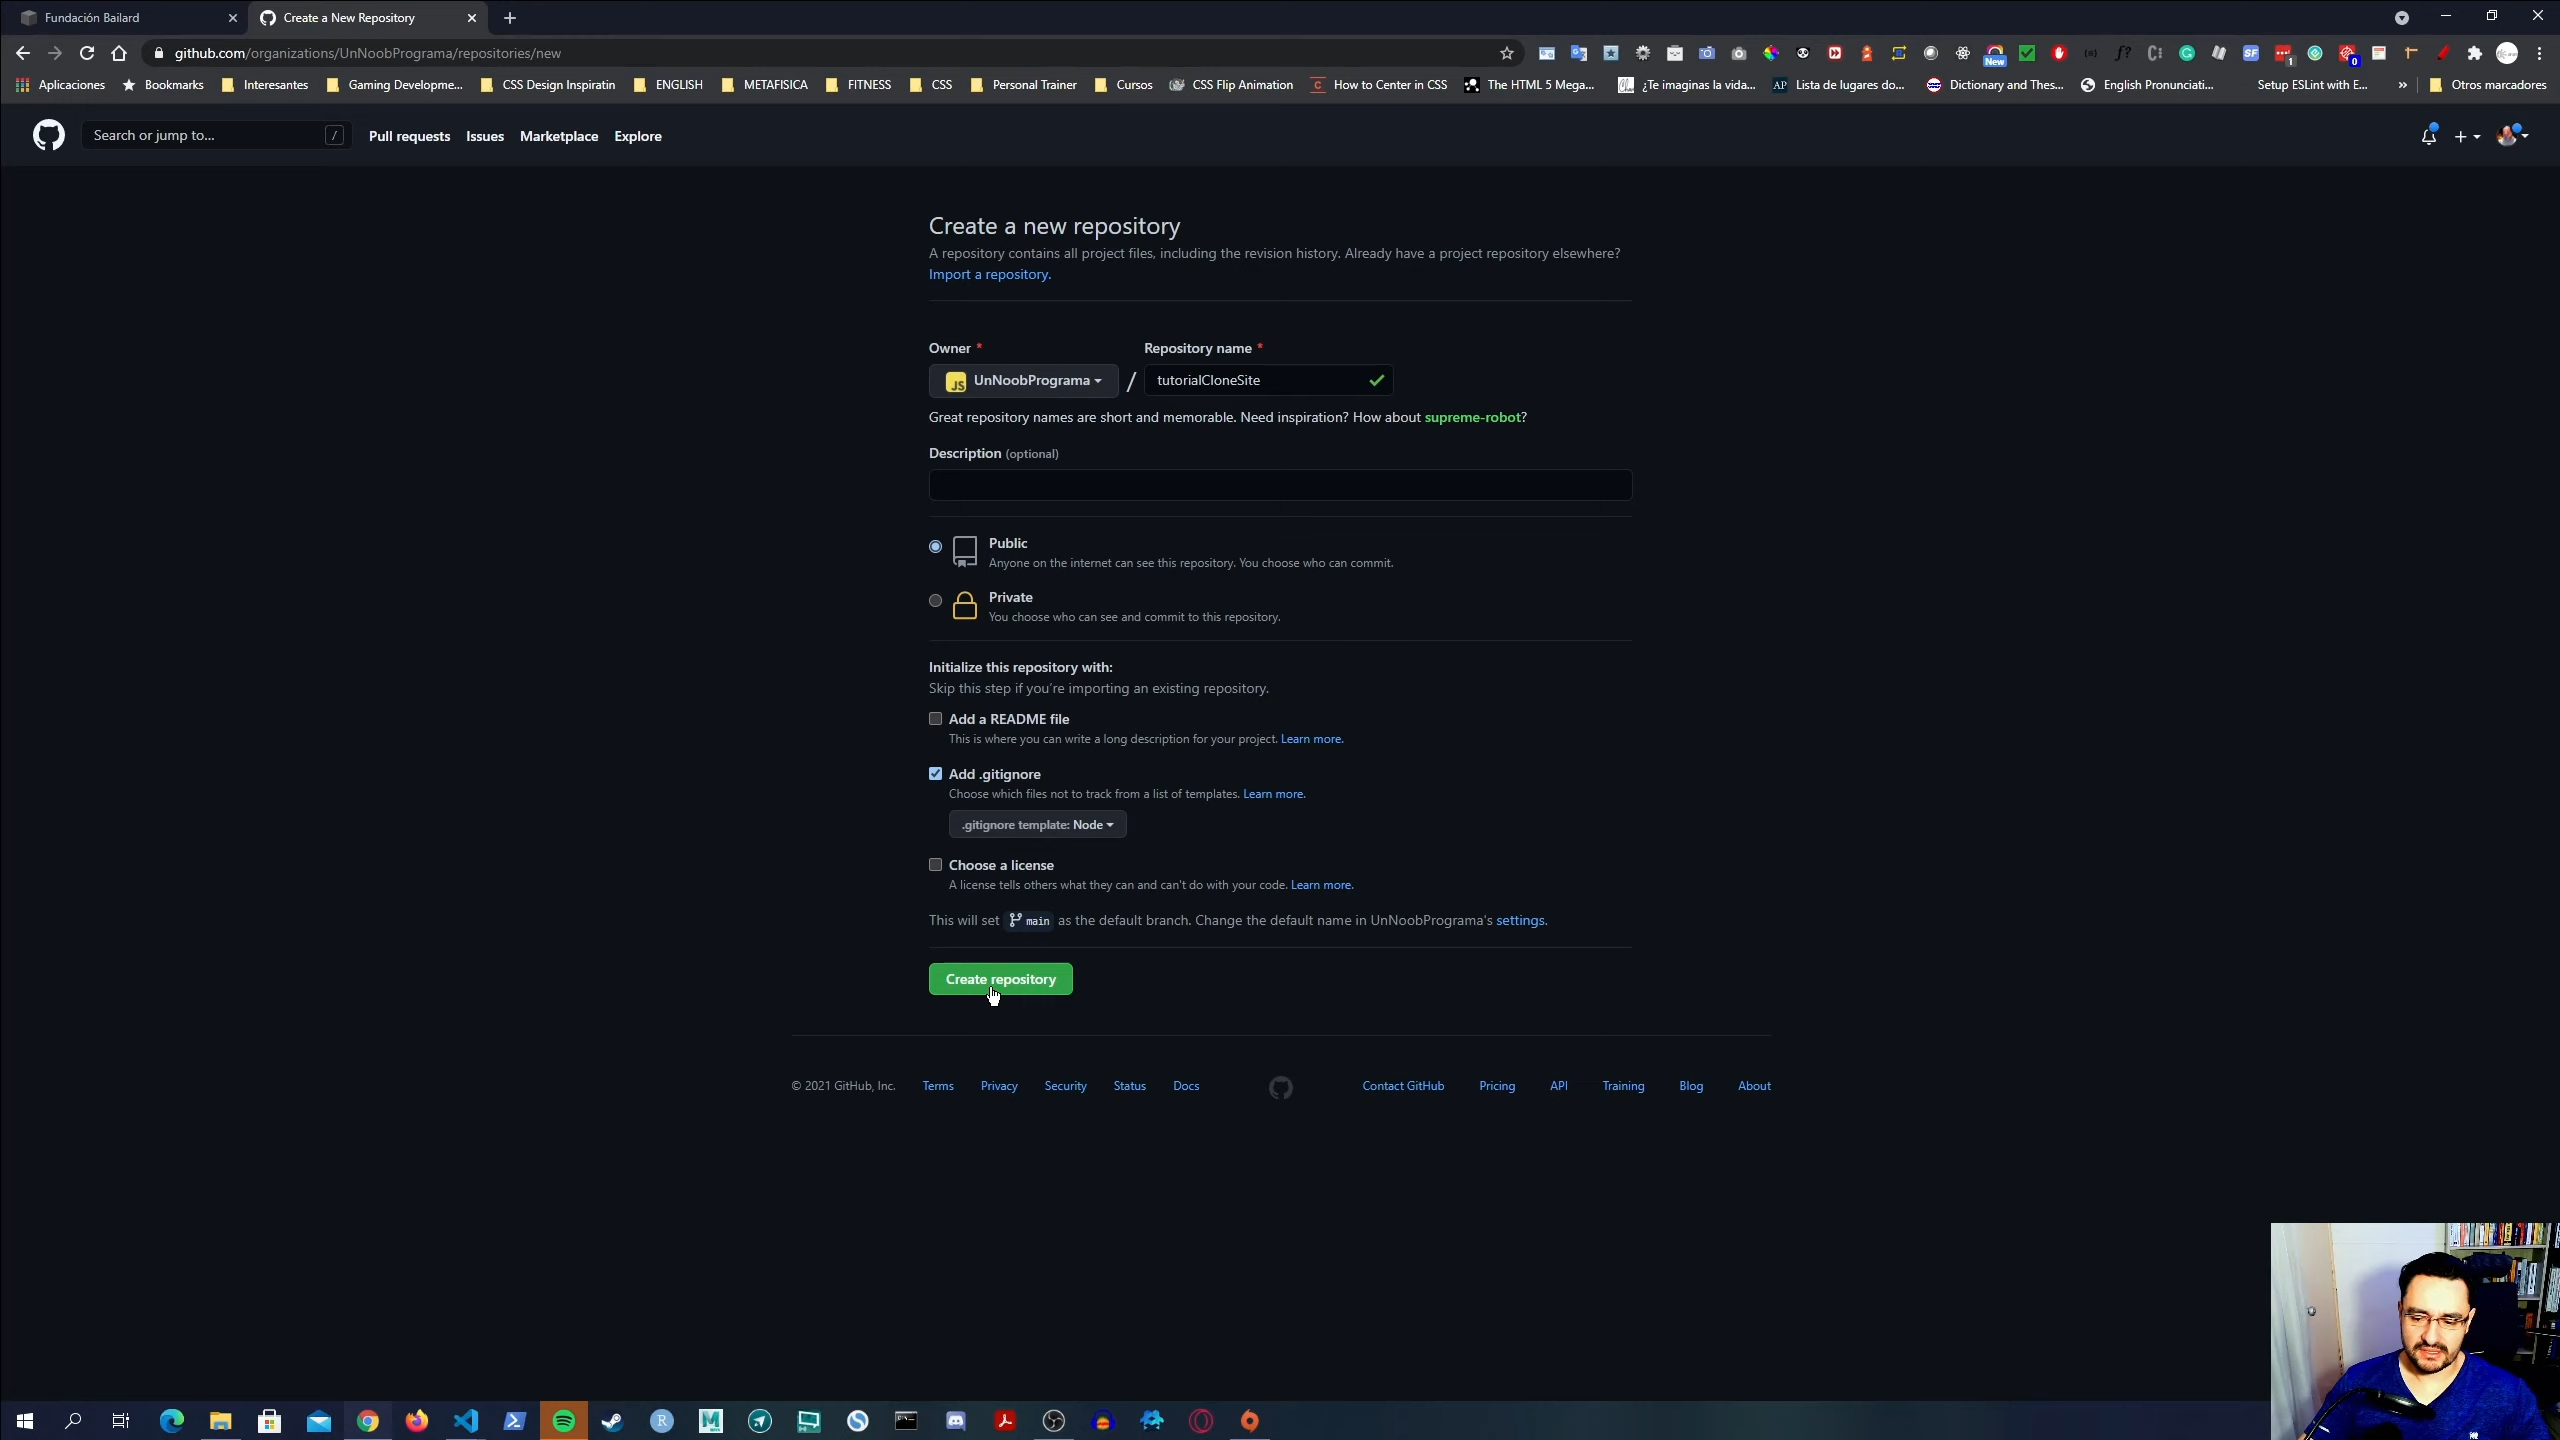 Fundación Bailard
Create a New Repository
github.com/organizations/UnNoobPrograma/repositories/new
New
1
0
Aplicaciones Bookmarks Interesantes Gaming Developme... CSS Design Inspiratin ENGLISH METAFISICA FITNESS CSS Personal Trainer Cursos CSS Flip Animation How to Center in CSS The HTML 5 Mega... ¿Te imaginas la vida... Lista de lugares do... Dictionary and Thes... English Pronunciati... Setup ESLint with E... » Otros marcadores
Search or jump to... / Pull requests Issues Marketplace Explore
Create a new repository
A repository contains all project files, including the revision history. Already have a project repository elsewhere?
Import a repository.
Owner * Repository name *
JS UnNoobPrograma / tutorialCloneSite
Great repository names are short and memorable. Need inspiration? How about supreme-robot?
Description (optional)
Public
Anyone on the internet can see this repository. You choose who can commit.
Private
You choose who can see and commit to this repository.
Initialize this repository with:
Skip this step if you're importing an existing repository.
Add a README file
This is where you can write a long description for your project. Learn more.
Add .gitignore
Choose which files not to track from a list of templates. Learn more.
.gitignore template: Node
Choose a license
A license tells others what they can and can't do with your code. Learn more.
This will set main as the default branch. Change the default name in UnNoobPrograma's settings.
Create repository
© 2021 GitHub, Inc. Terms Privacy Security Status Docs Contact GitHub Pricing API Training Blog About